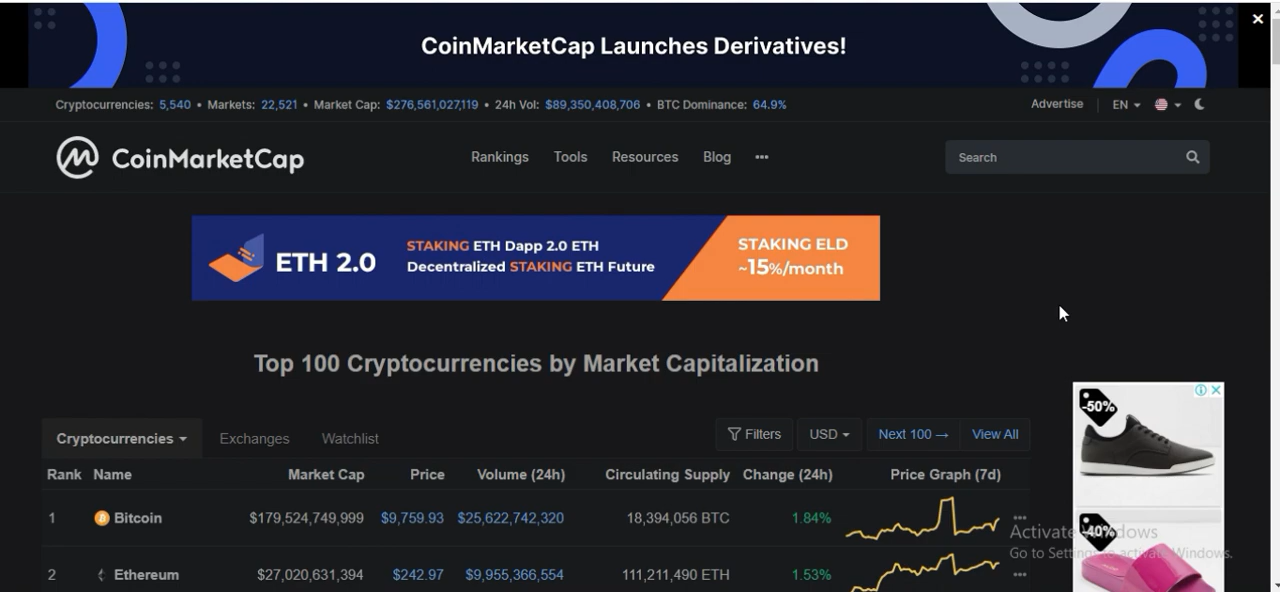 CoinMarketCap Launches Derivatives!
Cryptocurrencies: 5,540 • Markets: 22,521 • Market Cap: $276,561,027,119 • 24h Vol: $89,350,408,706 • BTC Dominance: 64.9%
Advertise EN
CoinMarketCap
Rankings Tools Resources Blog •••
Search
ETH 2.0
STAKING ETH Dapp 2.0 ETH
Decentralized STAKING ETH Future
STAKING ELD
~15%/month
Top 100 Cryptocurrencies by Market Capitalization
Cryptocurrencies Exchanges Watchlist
Filters USD Next 100 → View All
Rank Name Market Cap Price Volume (24h) Circulating Supply Change (24h) Price Graph (7d)
1 Bitcoin $179,524,749,999 $9,759.93 $25,622,742,320 18,394,056 BTC 1.84%
2 Ethereum $27,020,631,394 $242.97 $9,955,366,554 111,211,490 ETH 1.53%
-50%
-40%
Activate Windows
Go to Settings to activate Windows.